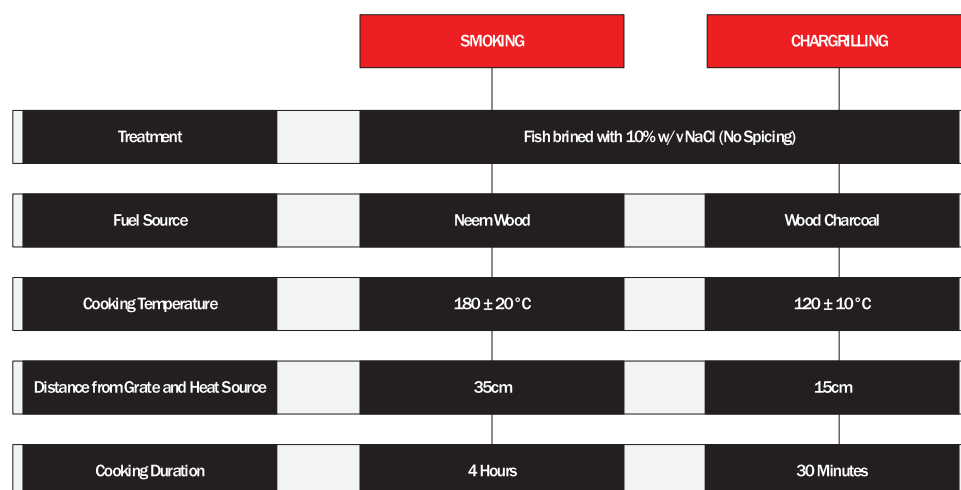 SMOKING CHARGRILLING
Treatment Fish brined with 10% w/v NaCl (No Spicing)
Fuel Source Neem Wood Wood Charcoal
Cooking Temperature 180 ± 20°C 120 ± 10°C
Distance from Grate and Heat Source 35cm 15cm
Cooking Duration 4 Hours 30 Minutes